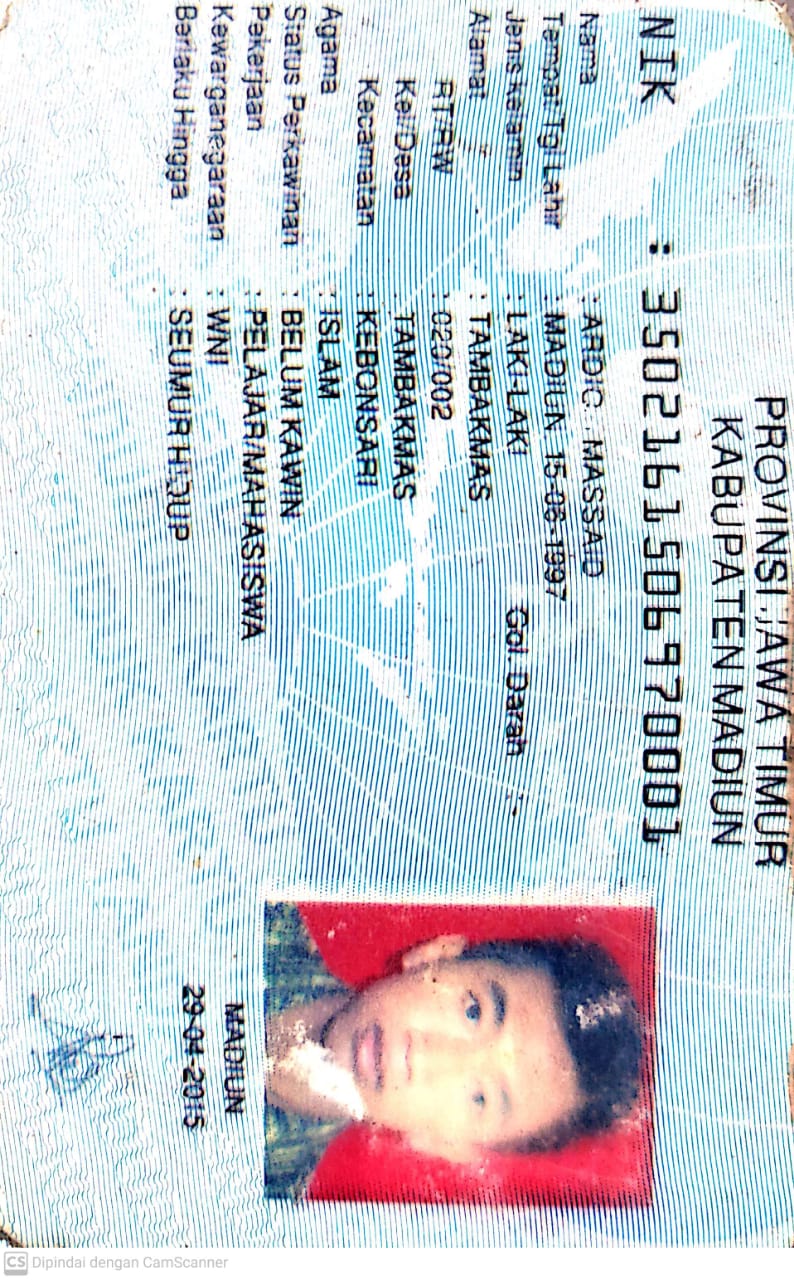 PROVINSI JAWA TIMUR
KABUPATEN MADIUN
NIK : 3502161506970001
Nama : MASSAID
Tempat/Tgl Lahir : MADIUN, 15-06-1997
Jenis kelamin : LAKI-LAKI Gol. Darah : -
Alamat : TAMBAKMAS
RT/RW : 020/002
Kel/Desa : TAMBAKMAS
Kecamatan : KEBONSARI
Agama : ISLAM
Status Perkawinan : BELUM KAWIN
Pekerjaan : PELAJAR/MAHASISWA
Kewarganegaraan : WNI
Berlaku Hingga : SEUMUR HIDUP
MADIUN
29-04-2015
CS Dipindai dengan CamScanner